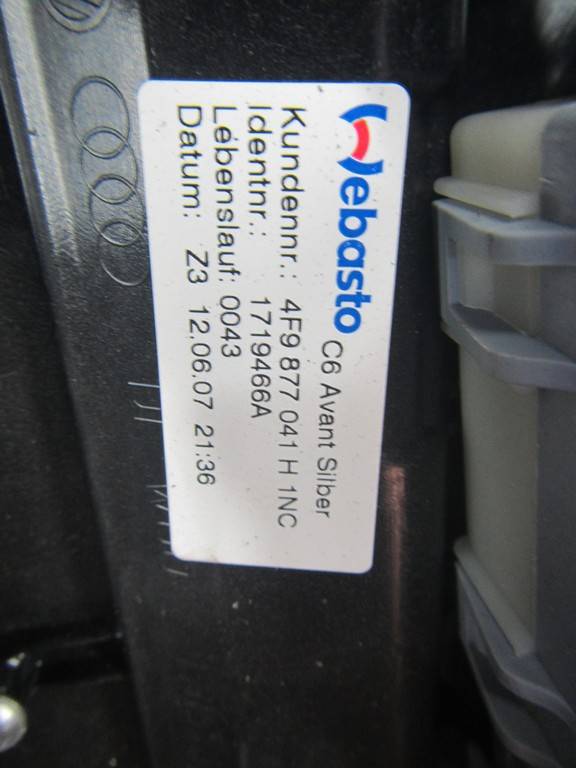 Webasto C6 Avant Silber
Kundennr.: 4F9 877 041 H 1NC
Identnr.: 1719466A
Lebenslauf: 0043
Datum: Z3 12.06.07 21:36